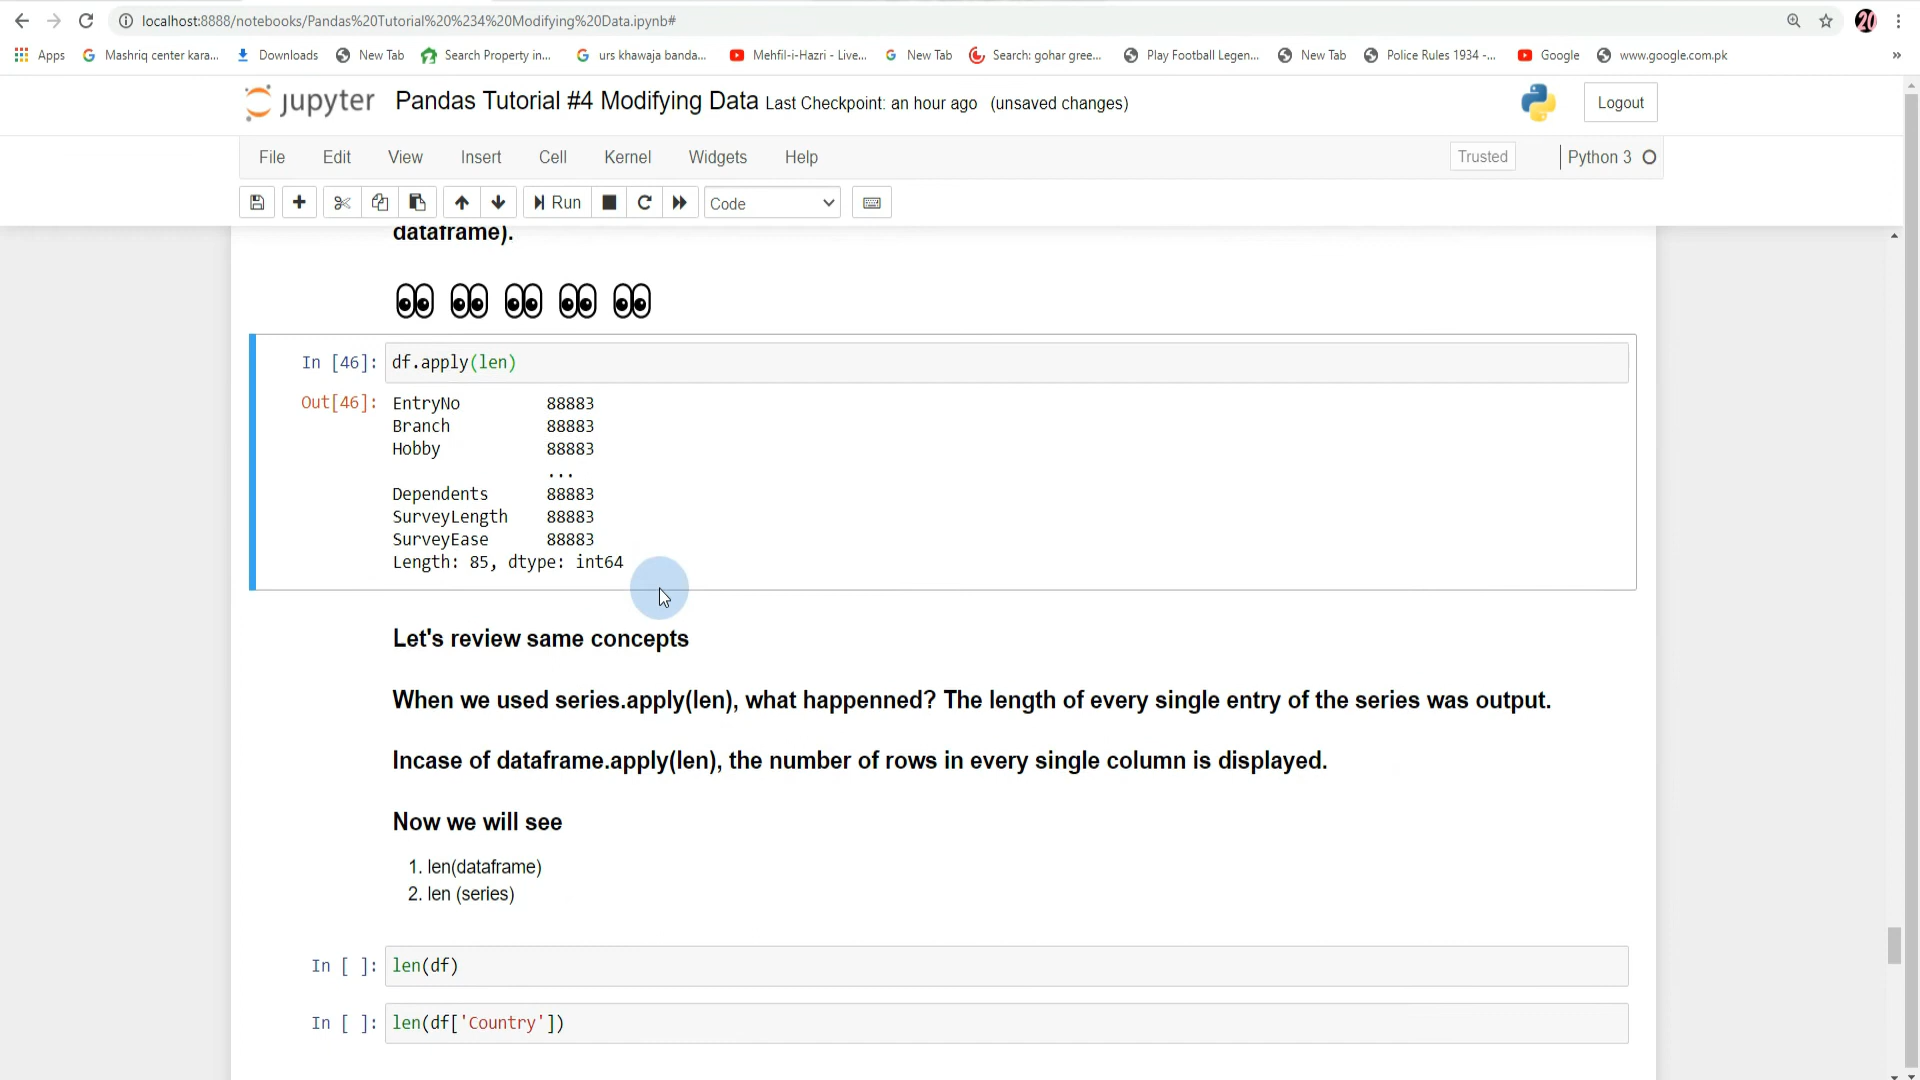 localhost:8888/notebooks/Pandas%20Tutorial%20%234%20Modifying%20Data.ipynb#
20
Apps Mashriq center kara... Downloads New Tab Search Property in... urs khawaja banda... Mehfil-i-Hazri - Live... New Tab Search: gohar gree... Play Football Legen... New Tab Police Rules 1934 -... Google www.google.com.pk »
jupyter Pandas Tutorial #4 Modifying Data Last Checkpoint: an hour ago (unsaved changes) Logout
File Edit View Insert Cell Kernel Widgets Help Trusted Python 3
Run Code
dataframe).
In [46]: df.apply(len)
Out[46]: EntryNo 88883
Branch 88883
Hobby 88883
...
Dependents 88883
SurveyLength 88883
SurveyEase 88883
Length: 85, dtype: int64
Let's review same concepts
When we used series.apply(len), what happenned? The length of every single entry of the series was output.
Incase of dataframe.apply(len), the number of rows in every single column is displayed.
Now we will see
1. len(dataframe)
2. len (series)
In [ ]: len(df)
In [ ]: len(df['Country'])